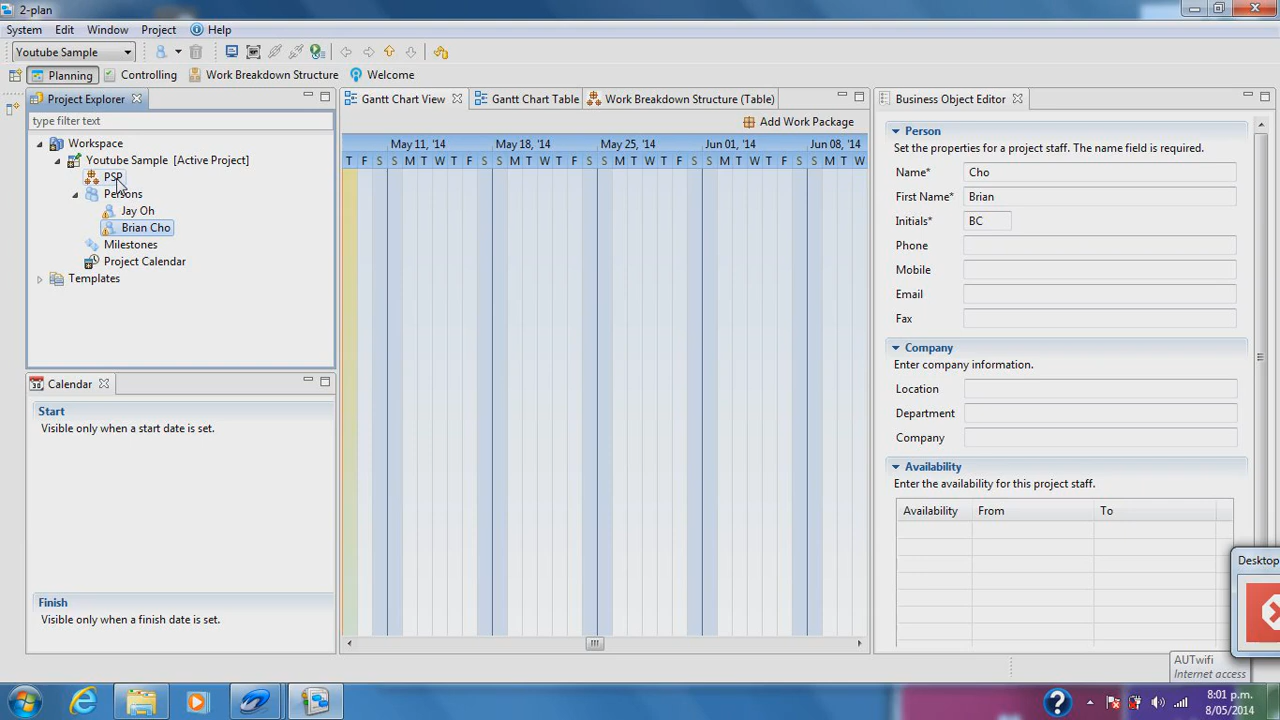 2-plan
System Edit Window Project Help
Youtube Sample
Planning Controlling Work Breakdown Structure Welcome
Project Explorer
type filter text
Workspace
Youtube Sample [Active Project]
PSP
Persons
Jay Oh
Brian Cho
Milestones
Project Calendar
Templates
Calendar
Start
Visible only when a start date is set.
Finish
Visible only when a finish date is set.
Gantt Chart View Gantt Chart Table Work Breakdown Structure (Table)
Add Work Package
May 11, '14 May 18, '14 May 25, '14 Jun 01, '14 Jun 08, '14
T F S S M T W T F S S M T W T F S S M T W T F S S M T W T F S S M T W
Business Object Editor
Person
Set the properties for a project staff. The name field is required.
Name* Cho
First Name* Brian
Initials* BC
Phone
Mobile
Email
Fax
Company
Enter company information.
Location
Department
Company
Availability
Enter the availability for this project staff.
Availability From To
Desktop
AUTwifi
Internet access
8:01 p.m.
8/05/2014